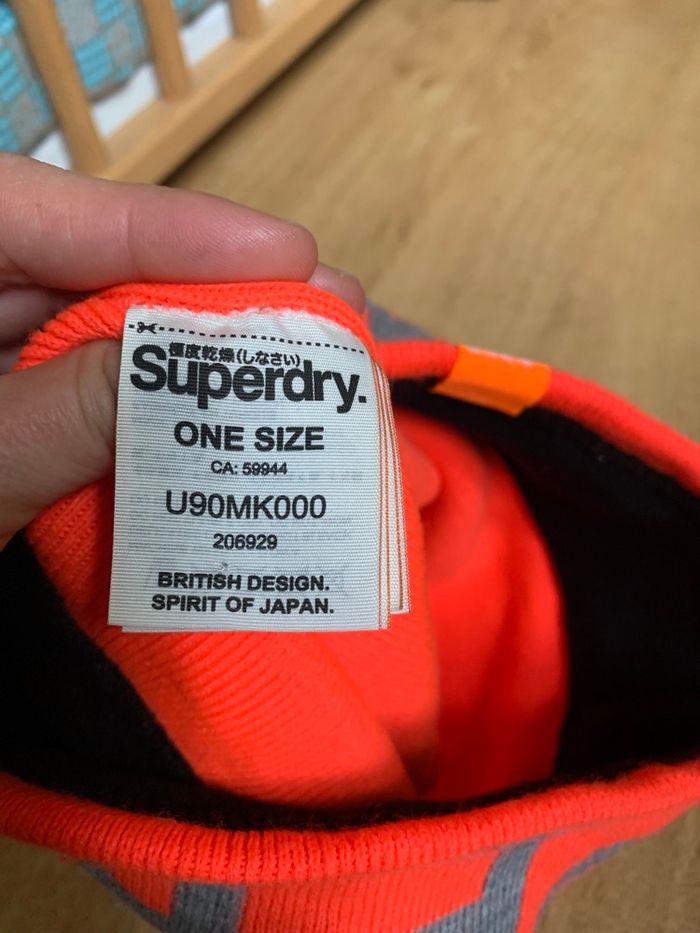 極度乾燥(しなさい)
Superdry.
ONE SIZE
CA: 59944
U90MK000
206929
BRITISH DESIGN.
SPIRIT OF JAPAN.